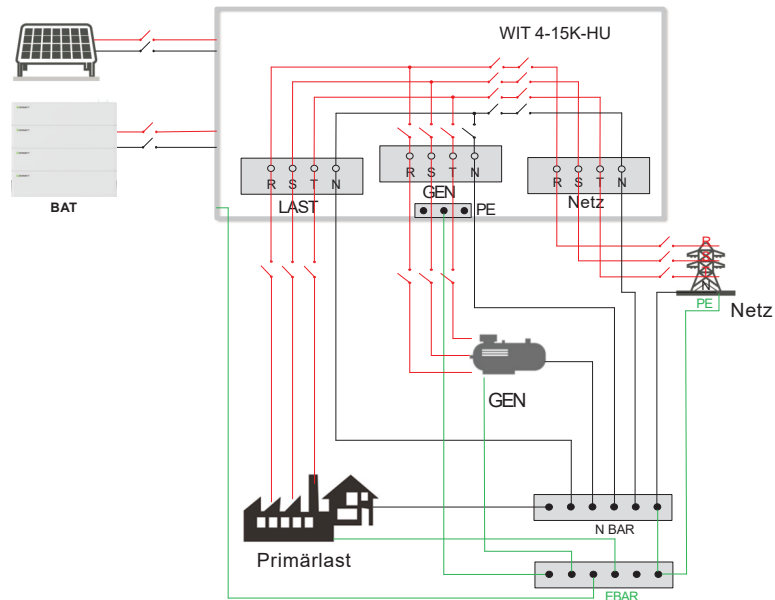 WIT 4-15K-HU
BAT
R S T N
LAST
R S T N
GEN
PE
R S T N
Netz
R
S
T
N
PE
Netz
GEN
Primärlast
N BAR
EBAR